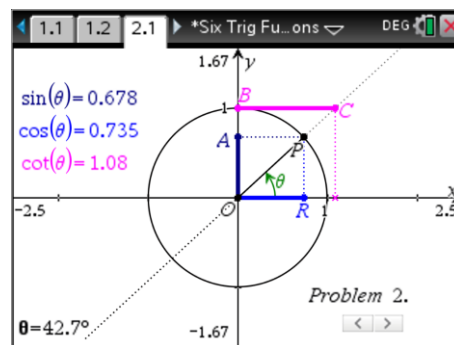 1.1 1.2 2.1 *Six Trig Fu...ons DEG
1.67 y
sin(θ)=0.678
cos(θ)=0.735
cot(θ)=1.08
1 B C
A P
θ
-2.5 O R 1 2.5 x
Problem 2.
θ=42.7°
-1.67